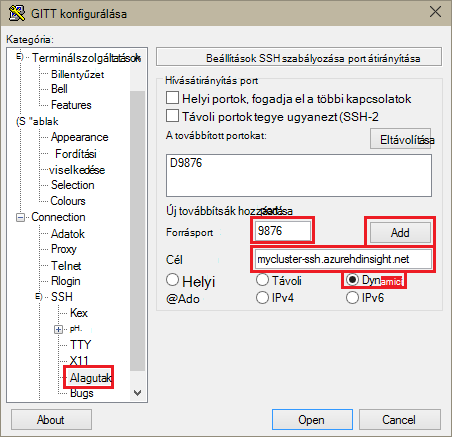 GITT konfigurálása
Kategória:
Terminálszolgáltatások
Billentyűzet
Bell
Features
(S "ablak
Appearance
Fordítási
viselkedése
Selection
Colours
Connection
Adatok
Proxy
Telnet
Rlogin
SSH
Kex
pH.
TTY
X11
Alagutak
Bugs
Beállítások SSH szabályozása port átirányítása
Hívásátirányítás port
Helyi portok, fogadja el a többi kapcsolatok
Távoli portok tegye ugyanezt (SSH-2
A továbbított portokat:
Eltávolítása
D9876
Új továbbítsák
Forrásport
9876
Add
Cél
mycluster-ssh.azurehdinsight.net
Helyi
Távoli
Dynamic
@Ado
IPv4
IPv6
About
Open
Cancel